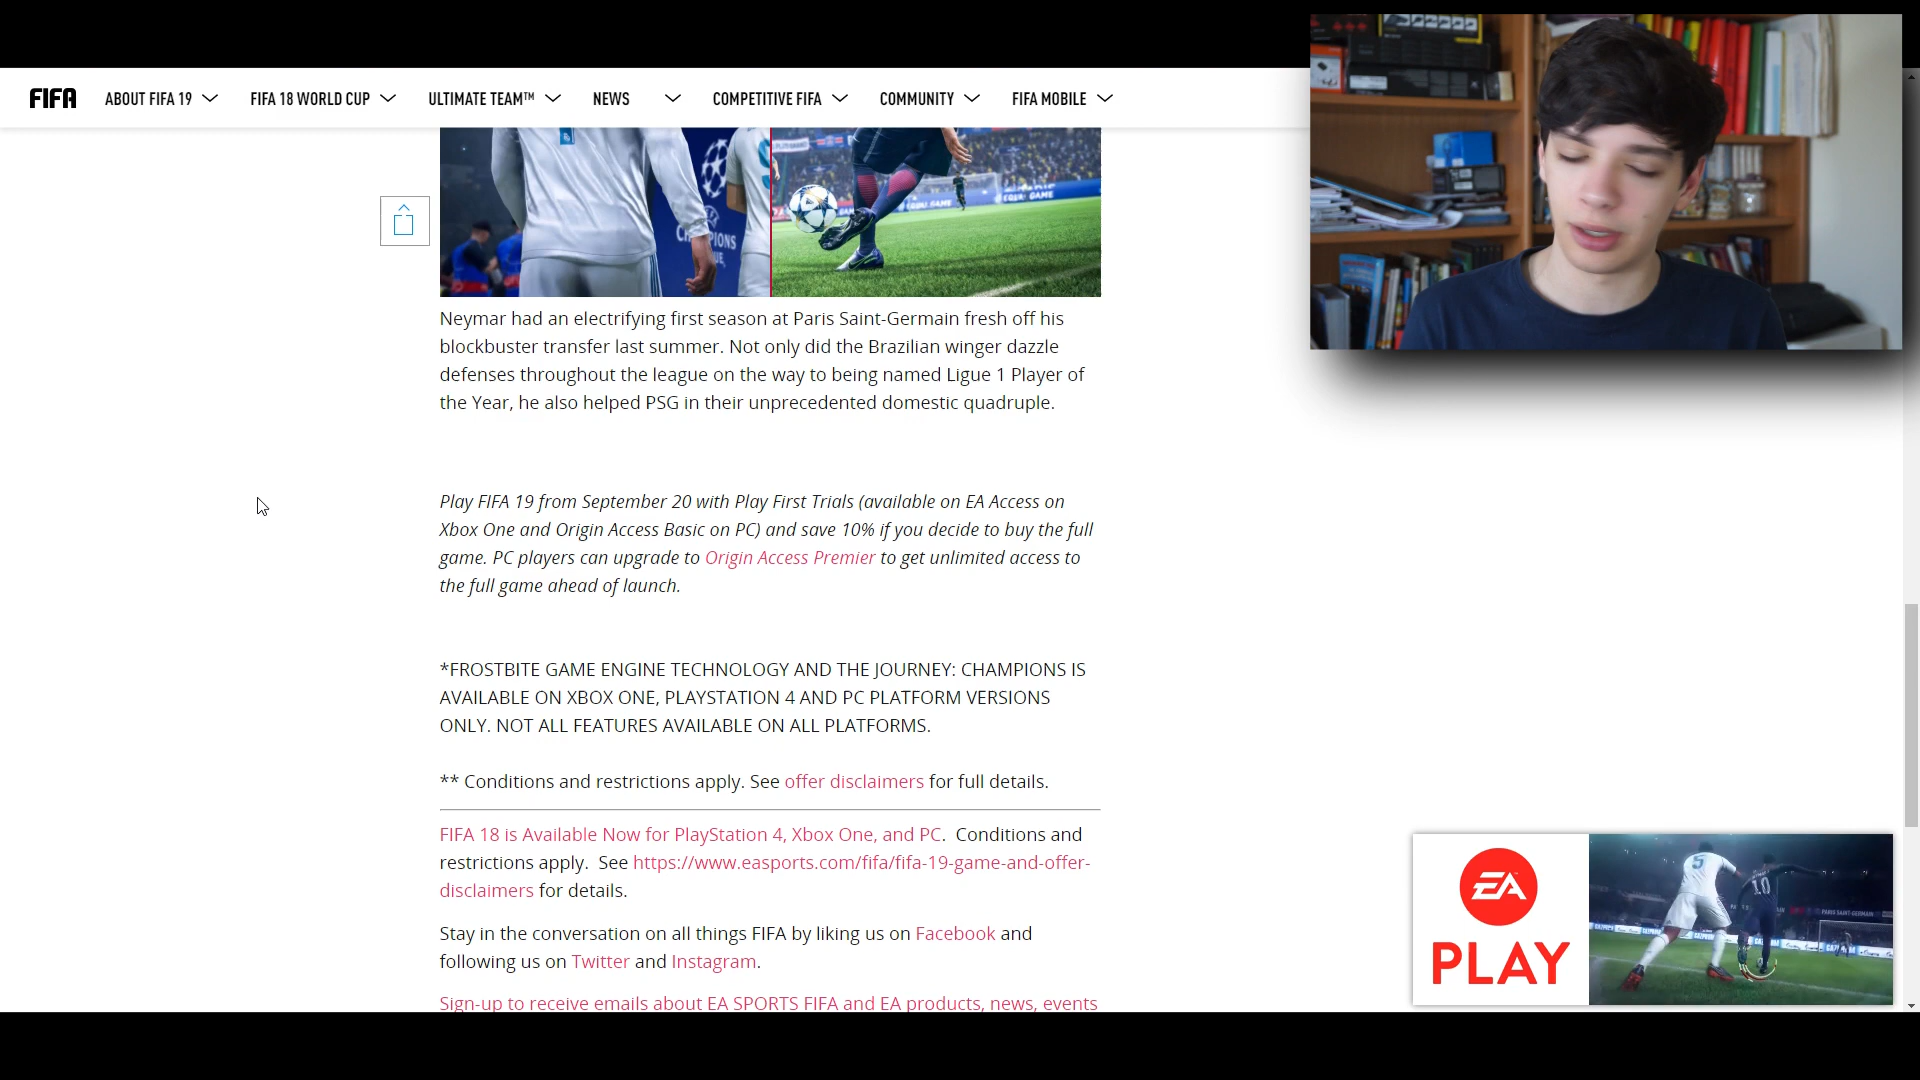 FIFA ABOUT FIFA 19 FIFA 18 WORLD CUP ULTIMATE TEAM™ NEWS COMPETITIVE FIFA COMMUNITY FIFA MOBILE
Neymar had an electrifying first season at Paris Saint-Germain fresh off his
blockbuster transfer last summer. Not only did the Brazilian winger dazzle
defenses throughout the league on the way to being named Ligue 1 Player of
the Year, he also helped PSG in their unprecedented domestic quadruple.
Play FIFA 19 from September 20 with Play First Trials (available on EA Access on
Xbox One and Origin Access Basic on PC) and save 10% if you decide to buy the full
game. PC players can upgrade to Origin Access Premier to get unlimited access to
the full game ahead of launch.
*FROSTBITE GAME ENGINE TECHNOLOGY AND THE JOURNEY: CHAMPIONS IS
AVAILABLE ON XBOX ONE, PLAYSTATION 4 AND PC PLATFORM VERSIONS
ONLY. NOT ALL FEATURES AVAILABLE ON ALL PLATFORMS.
** Conditions and restrictions apply. See offer disclaimers for full details.
FIFA 18 is Available Now for PlayStation 4, Xbox One, and PC.  Conditions and
restrictions apply.  See https://www.easports.com/fifa/fifa-19-game-and-offer-
disclaimers for details.
Stay in the conversation on all things FIFA by liking us on Facebook and
following us on Twitter and Instagram.
Sign-up to receive emails about EA SPORTS FIFA and EA products, news, events
EA
PLAY
5
10